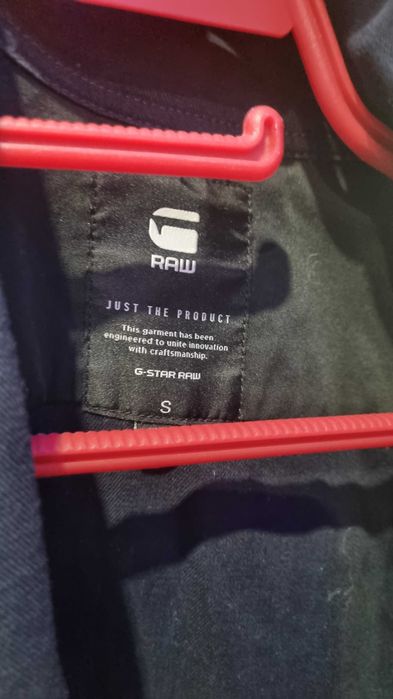 RAW
JUST THE PRODUCT
This garment has been
engineered to unite innovation
with craftsmanship.
G-STAR RAW
S